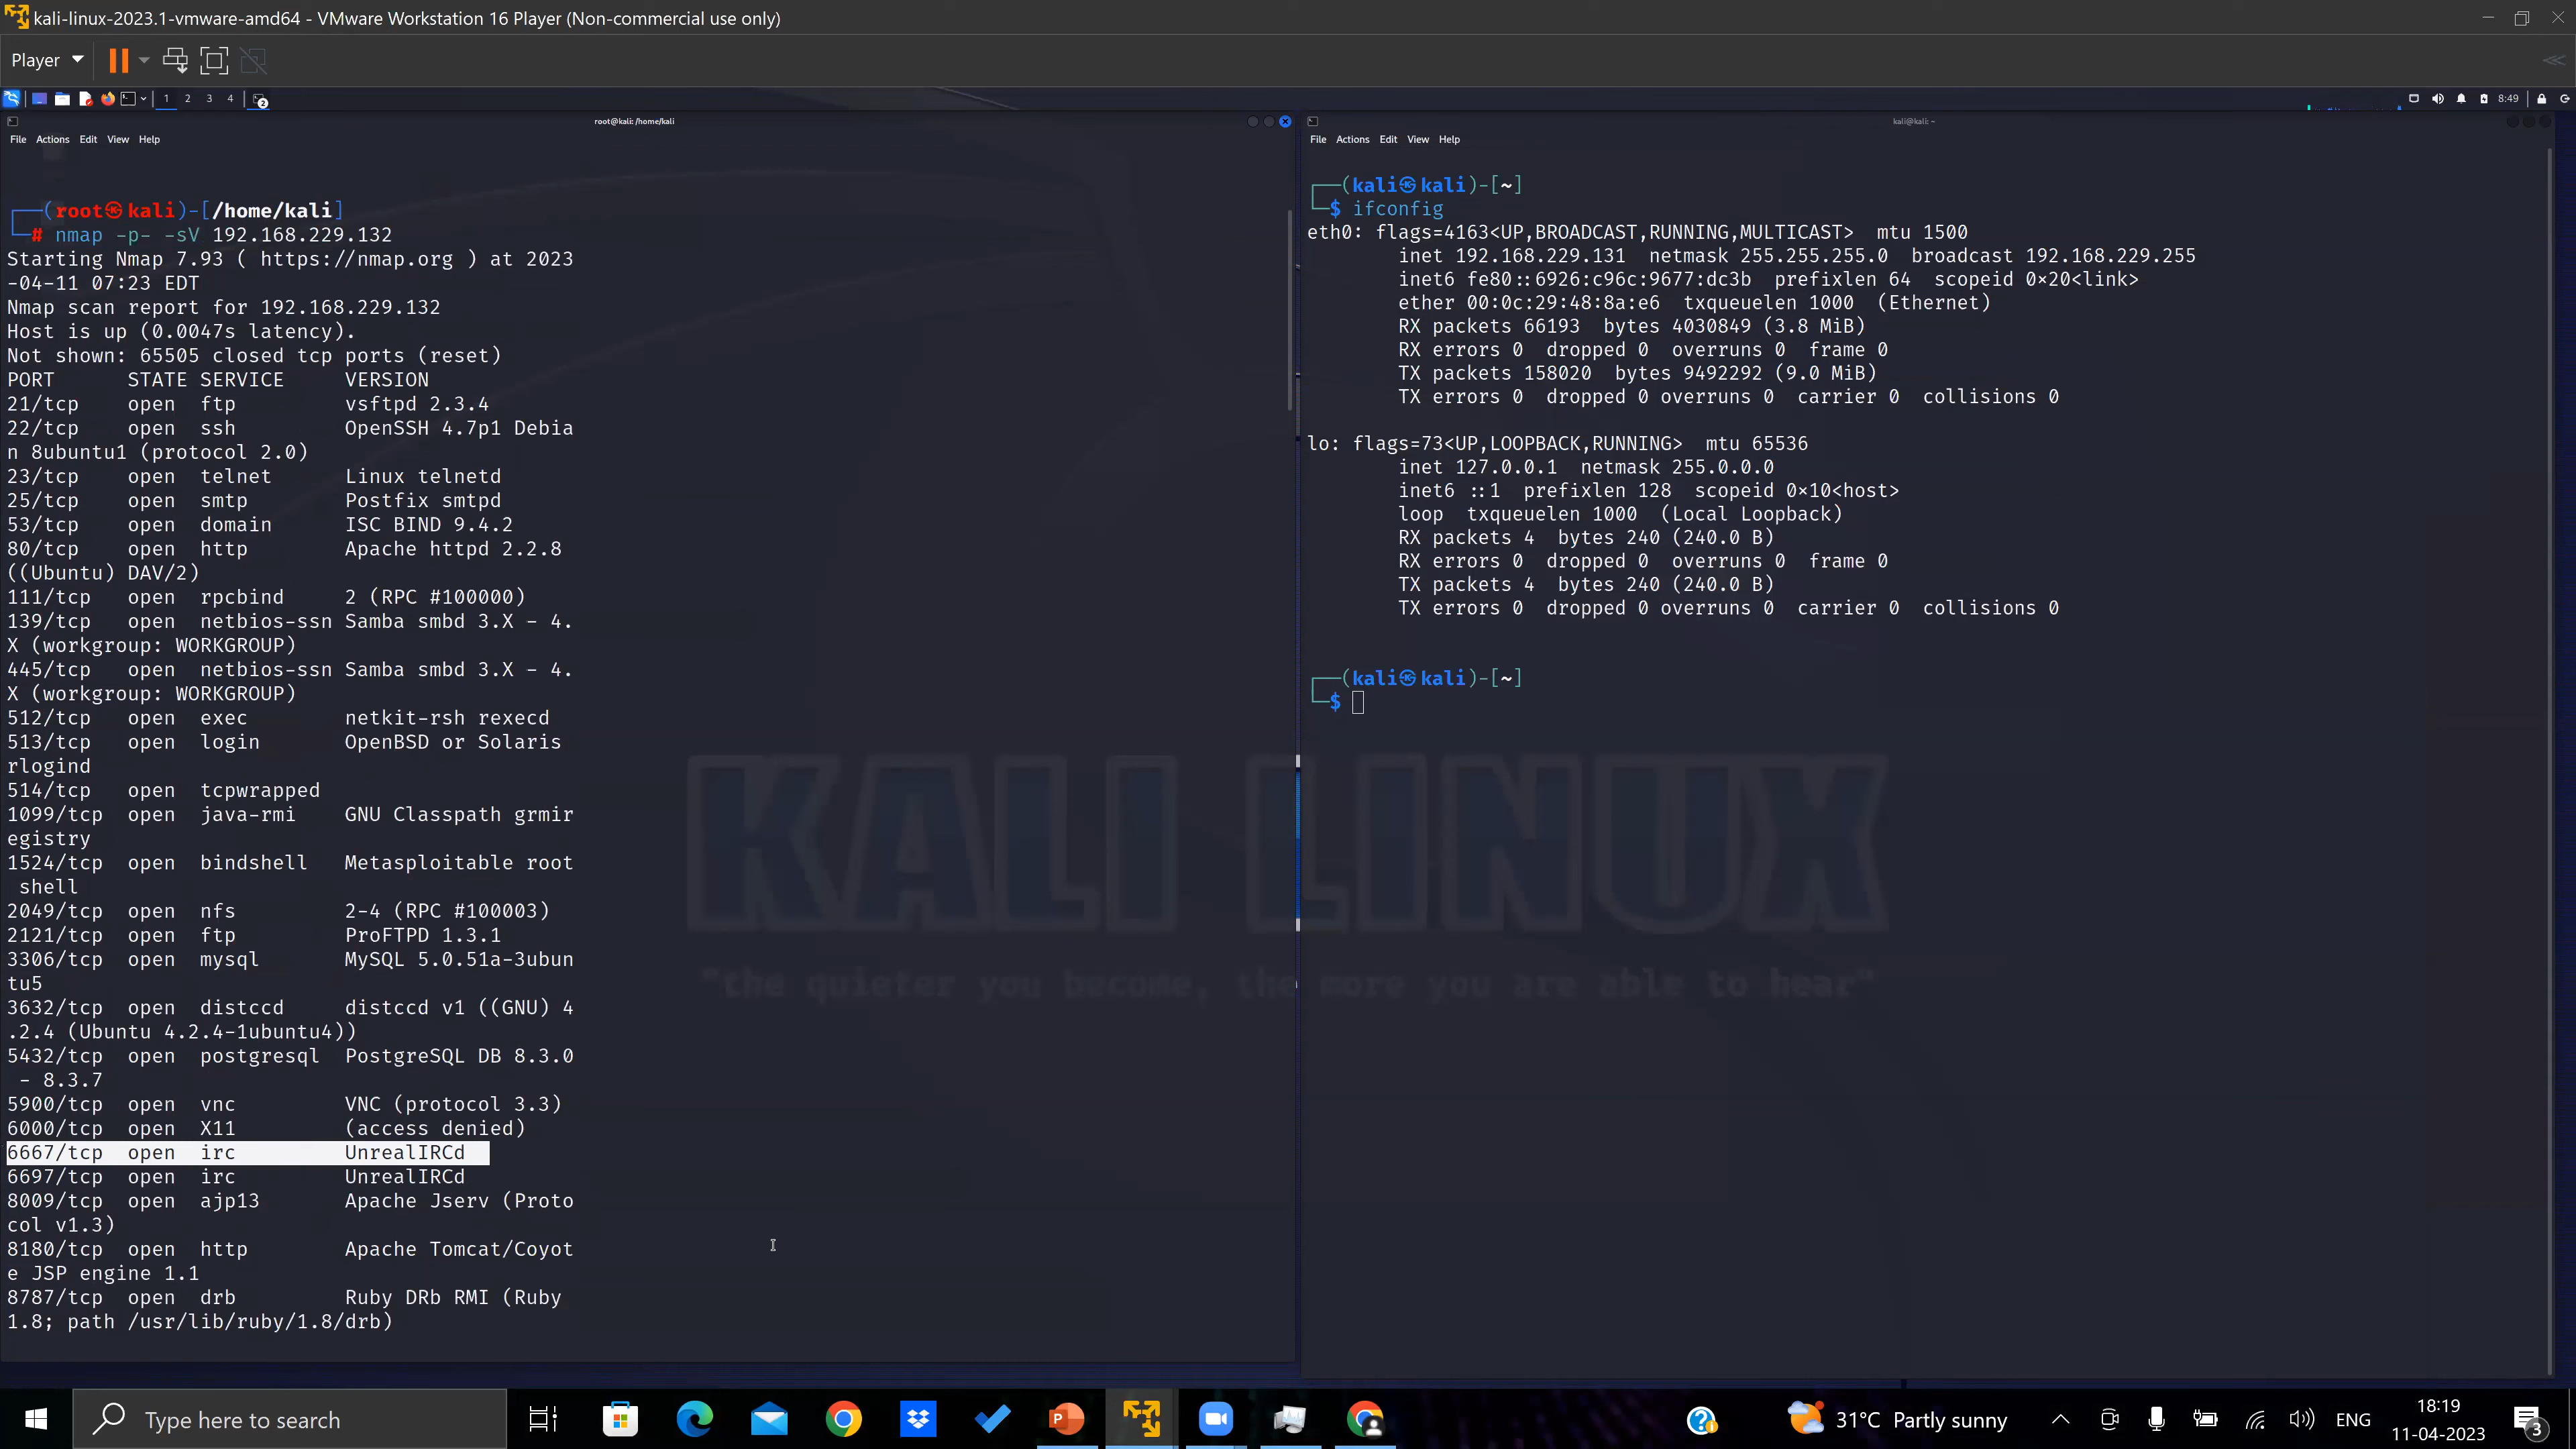 kali-linux-2023.1-vmware-amd64 - VMware Workstation 16 Player (Non-commercial use only)
Player
1 2 3 4 2
8:49
root@kali: /home/kali
File Actions Edit View Help
(root㉿kali)-[/home/kali]
# nmap -p- -sV 192.168.229.132
Starting Nmap 7.93 ( https://nmap.org ) at 2023
-04-11 07:23 EDT
Nmap scan report for 192.168.229.132
Host is up (0.0047s latency).
Not shown: 65505 closed tcp ports (reset)
PORT STATE SERVICE VERSION
21/tcp open ftp vsftpd 2.3.4
22/tcp open ssh OpenSSH 4.7p1 Debia
n 8ubuntu1 (protocol 2.0)
23/tcp open telnet Linux telnetd
25/tcp open smtp Postfix smtpd
53/tcp open domain ISC BIND 9.4.2
80/tcp open http Apache httpd 2.2.8
((Ubuntu) DAV/2)
111/tcp open rpcbind 2 (RPC #100000)
139/tcp open netbios-ssn Samba smbd 3.X - 4.
X (workgroup: WORKGROUP)
445/tcp open netbios-ssn Samba smbd 3.X - 4.
X (workgroup: WORKGROUP)
512/tcp open exec netkit-rsh rexecd
513/tcp open login OpenBSD or Solaris
rlogind
514/tcp open tcpwrapped
1099/tcp open java-rmi GNU Classpath grmir
egistry
1524/tcp open bindshell Metasploitable root
shell
2049/tcp open nfs 2-4 (RPC #100003)
2121/tcp open ftp ProFTPD 1.3.1
3306/tcp open mysql MySQL 5.0.51a-3ubun
tu5
3632/tcp open distccd distccd v1 ((GNU) 4
.2.4 (Ubuntu 4.2.4-1ubuntu4))
5432/tcp open postgresql PostgreSQL DB 8.3.0
- 8.3.7
5900/tcp open vnc VNC (protocol 3.3)
6000/tcp open X11 (access denied)
6667/tcp open irc UnrealIRCd
6697/tcp open irc UnrealIRCd
8009/tcp open ajp13 Apache Jserv (Proto
col v1.3)
8180/tcp open http Apache Tomcat/Coyot
e JSP engine 1.1
8787/tcp open drb Ruby DRb RMI (Ruby
1.8; path /usr/lib/ruby/1.8/drb)
kali@kali: ~
File Actions Edit View Help
(kali㉿kali)-[~]
$ ifconfig
eth0: flags=4163<UP,BROADCAST,RUNNING,MULTICAST> mtu 1500
inet 192.168.229.131 netmask 255.255.255.0 broadcast 192.168.229.255
inet6 fe80::6926:c96c:9677:dc3b prefixlen 64 scopeid 0×20<link>
ether 00:0c:29:48:8a:e6 txqueuelen 1000 (Ethernet)
RX packets 66193 bytes 4030849 (3.8 MiB)
RX errors 0 dropped 0 overruns 0 frame 0
TX packets 158020 bytes 9492292 (9.0 MiB)
TX errors 0 dropped 0 overruns 0 carrier 0 collisions 0
lo: flags=73<UP,LOOPBACK,RUNNING> mtu 65536
inet 127.0.0.1 netmask 255.0.0.0
inet6 ::1 prefixlen 128 scopeid 0×10<host>
loop txqueuelen 1000 (Local Loopback)
RX packets 4 bytes 240 (240.0 B)
RX errors 0 dropped 0 overruns 0 frame 0
TX packets 4 bytes 240 (240.0 B)
TX errors 0 dropped 0 overruns 0 carrier 0 collisions 0
(kali㉿kali)-[~]
$
KALI LINUX
"the quieter you become, the more you are able to hear"
Type here to search
31°C Partly sunny
ENG
18:19
11-04-2023
3